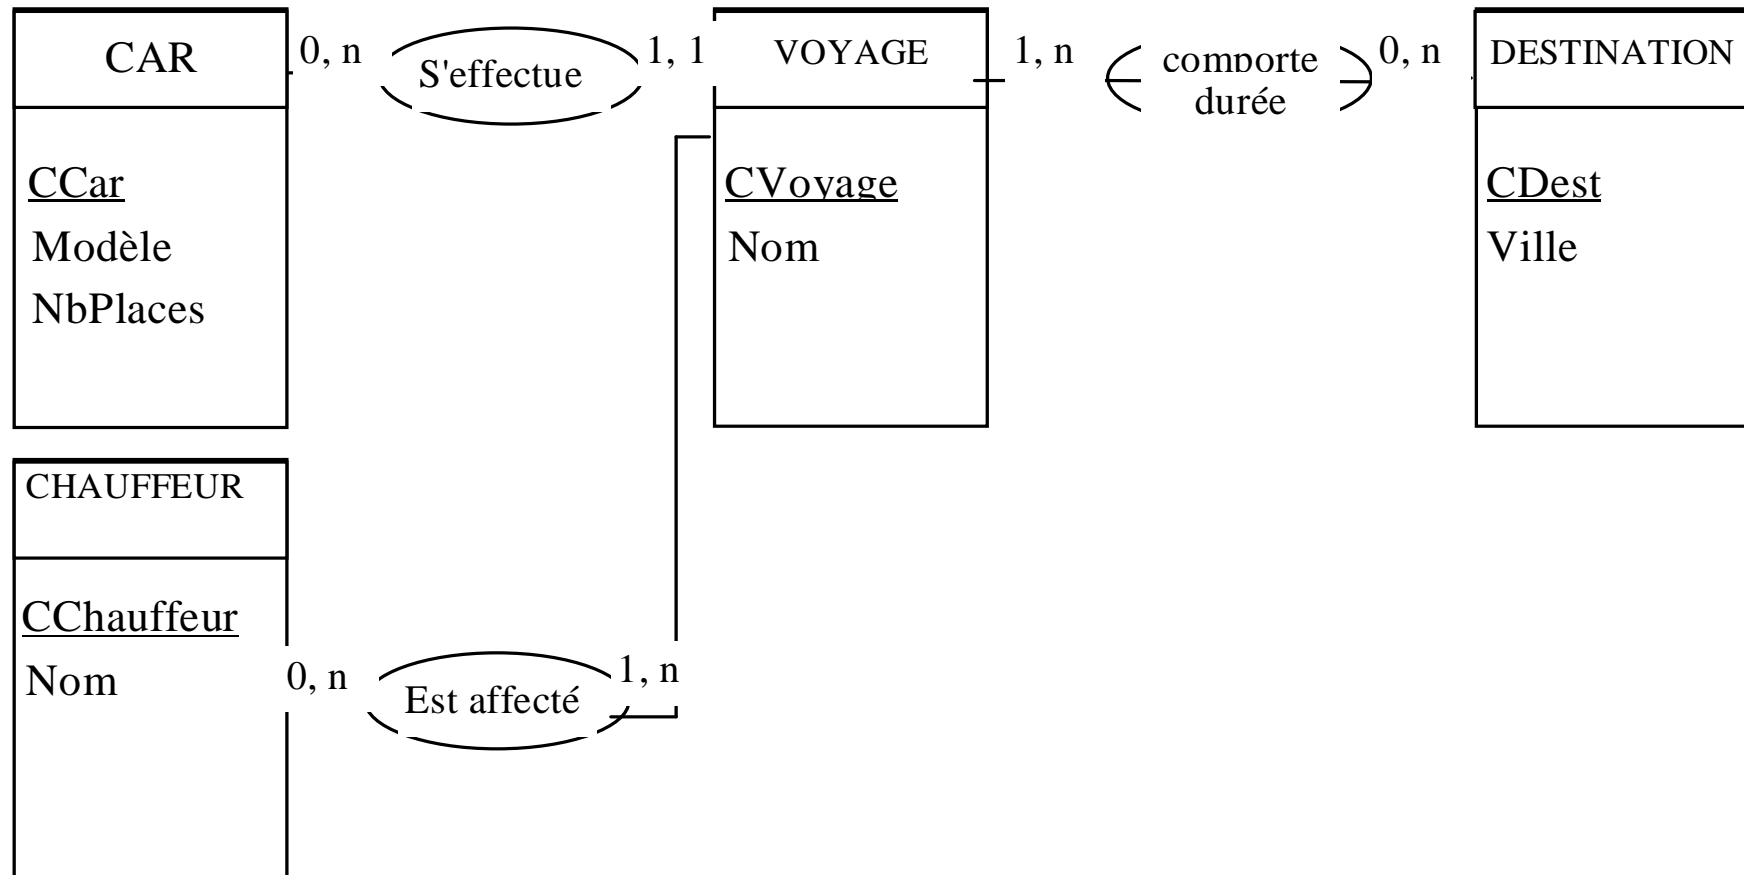 CAR
0, n
S'effectue
1, 1
VOYAGE
1, n
comporte
durée
0, n
DESTINATION
CCar
Modèle
NbPlaces
CVoyage
Nom
CDest
Ville
CHAUFFEUR
CChauffeur
Nom
0, n
Est affecté
1, n